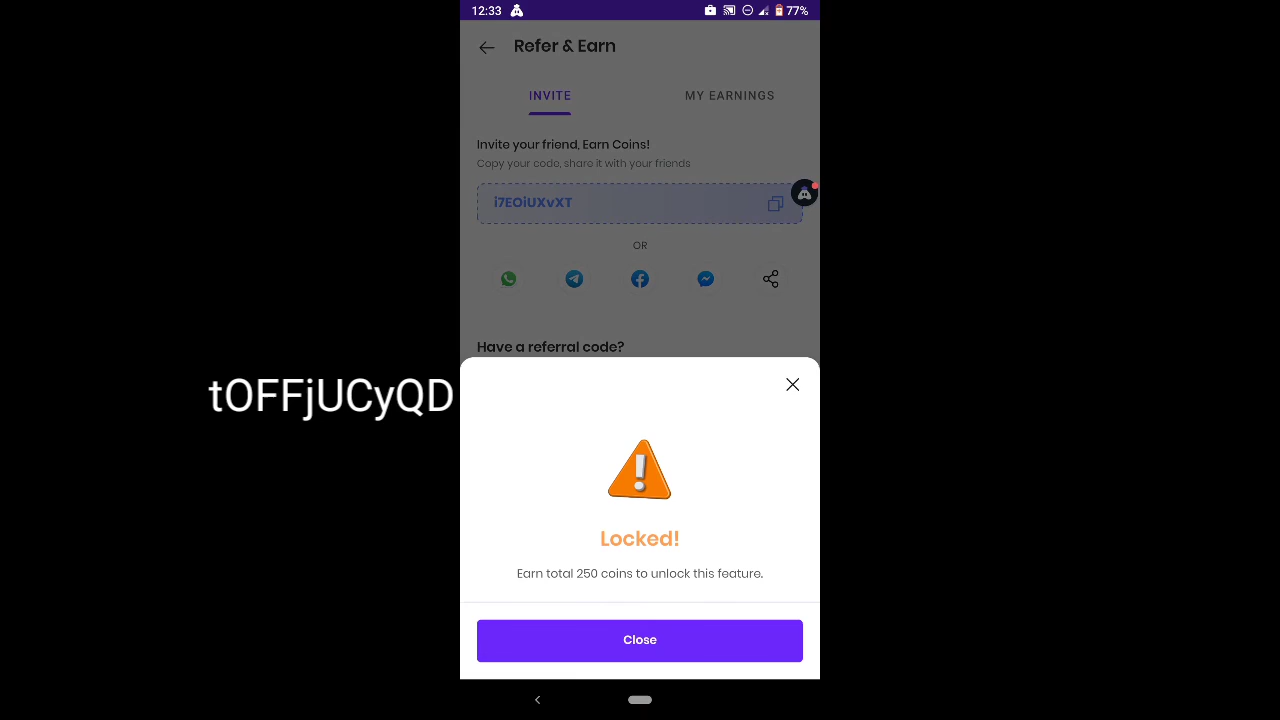 12:33 77%
Refer & Earn
INVITE MY EARNINGS
Invite your friend, Earn Coins!
Copy your code, share it with your friends
i7EOiUXvXT
OR
Have a referral code?
tOFFjUCyQD
Locked!
Earn total 250 coins to unlock this feature.
Close